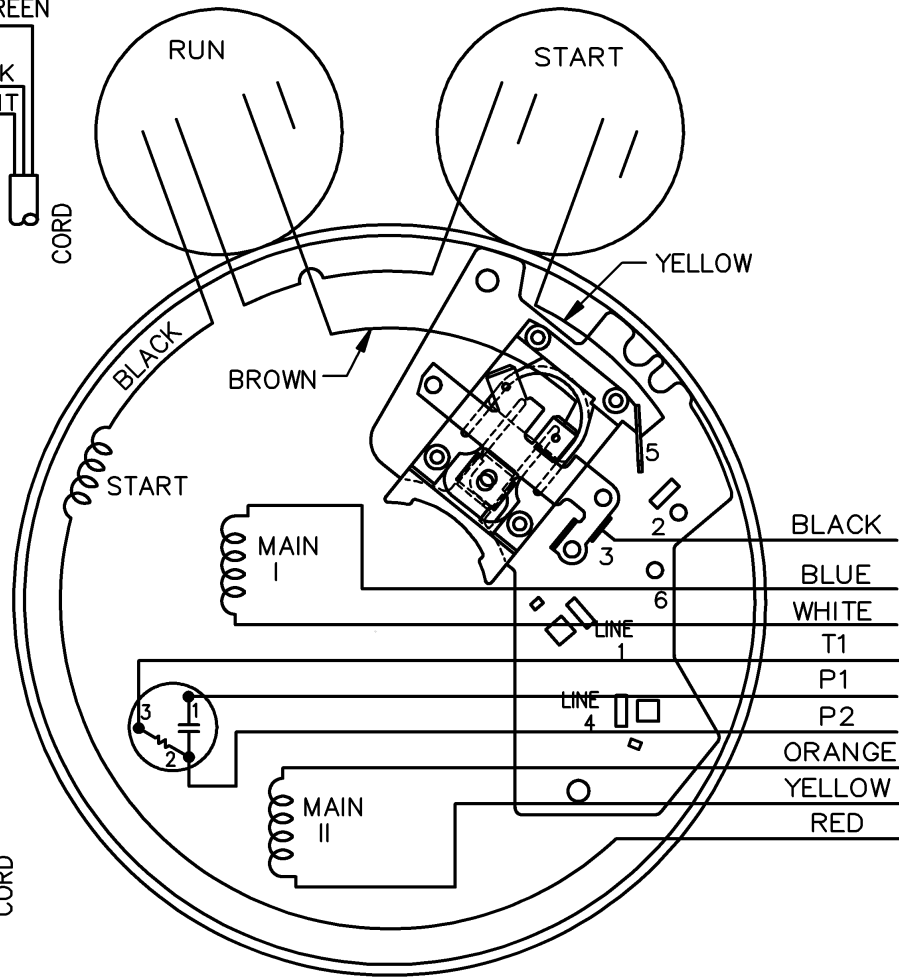 RUN
START
CORD
YELLOW
BLACK
BROWN
START
5
2
BLACK
MAIN
I
3
BLUE
6
WHITE
LINE
1
T1
P1
3
1
LINE
4
P2
2
ORANGE
MAIN
II
YELLOW
RED
CORD